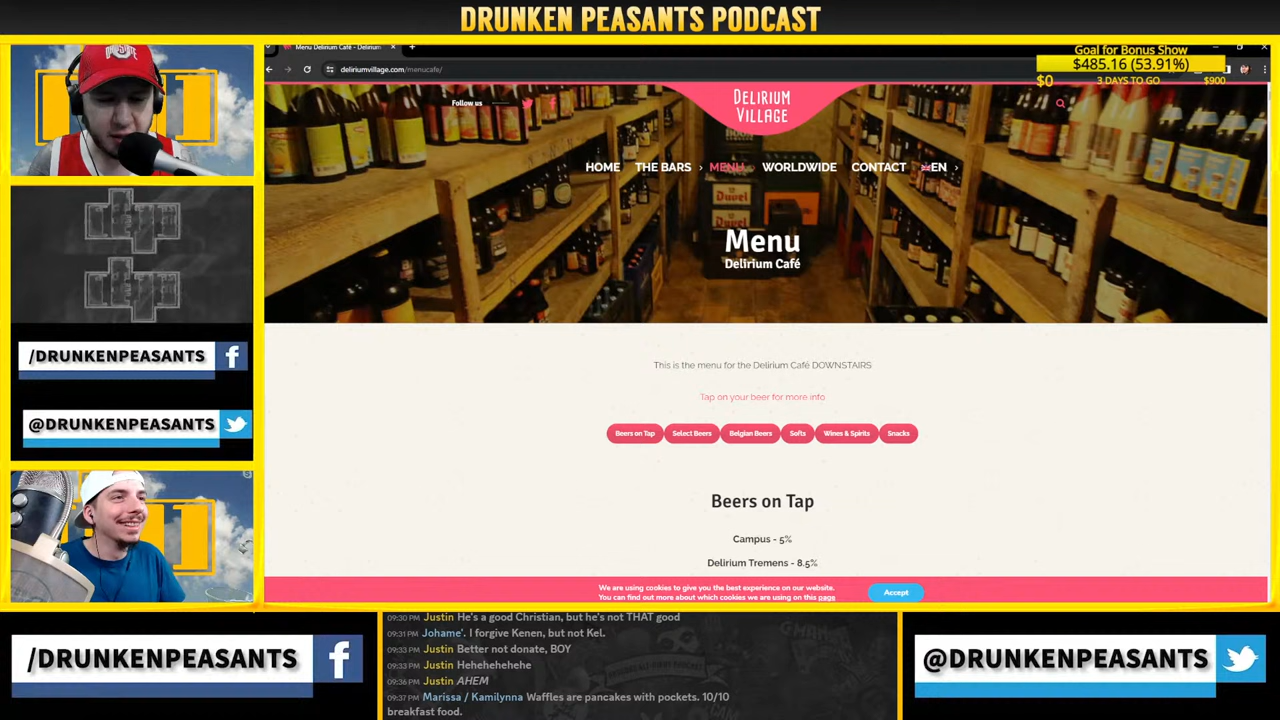 DRUNKEN PEASANTS PODCAST
Menu Delirium Café - Delirium
deliriumvillage.com/menucafe/
Goal for Bonus Show
$485.16 (53.91%)
$0 3 DAYS TO GO $900
Follow us
DELIRIUM
VILLAGE
HOME THE BARS MENU WORLDWIDE CONTACT EN
Duvel
Menu
Delirium Café
This is the menu for the Delirium Café DOWNSTAIRS
Tap on your beer for more info
Beers on Tap Select Beers Belgian Beers Softs Wines & Spirits Snacks
Beers on Tap
Campus - 5%
Delirium Tremens - 8.5%
We are using cookies to give you the best experience on our website.
You can find out more about which cookies we are using on this page
Accept
OHIO STATE
/DRUNKENPEASANTS
@DRUNKENPEASANTS
09:30 PM Justin He's a good Christian, but he's not THAT good
09:31 PM Johame'. I forgive Kenen, but not Kel.
09:33 PM Justin Better not donate, BOY
09:33 PM Justin Hehehehehehe
09:36 PM Justin AHEM
09:37 PM Marissa / Kamilynna Waffles are pancakes with pockets. 10/10
breakfast food.
/DRUNKENPEASANTS
@DRUNKENPEASANTS